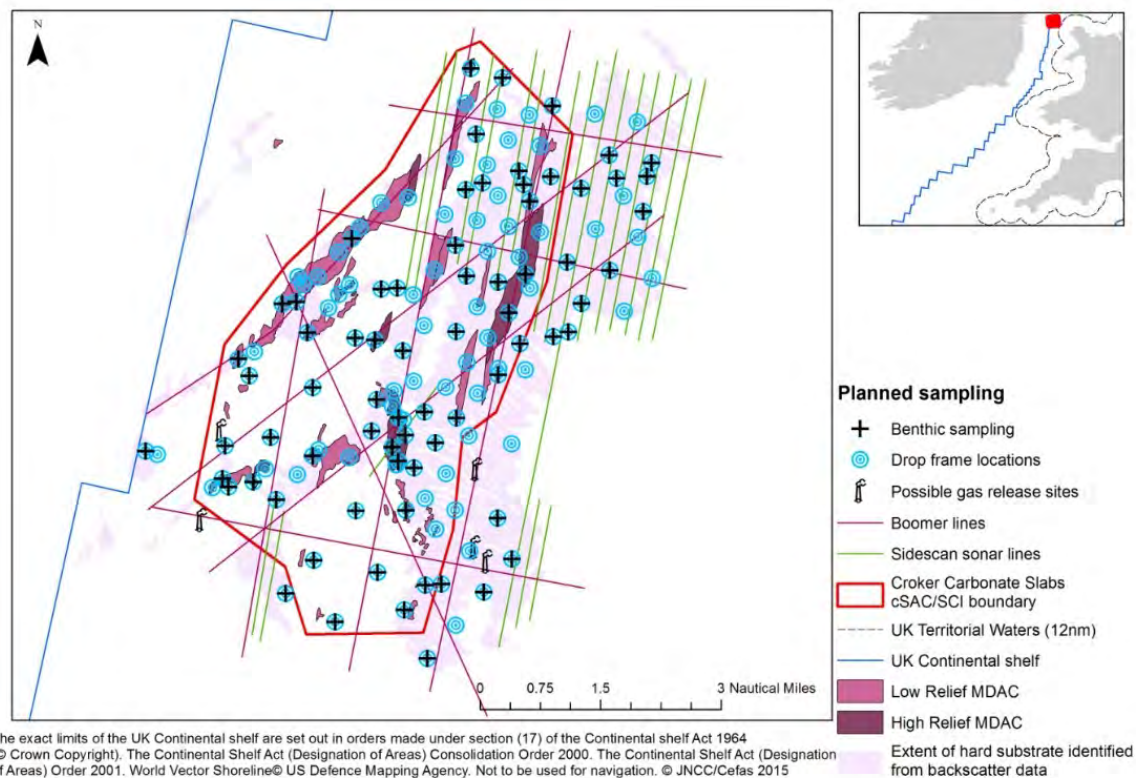 N
Planned sampling
Benthic sampling
Drop frame locations
Possible gas release sites
Boomer lines
Sidescan sonar lines
Croker Carbonate Slabs
cSAC/SCI boundary
UK Territorial Waters (12nm)
UK Continental shelf
Low Relief MDAC
High Relief MDAC
Extent of hard substrate identified
from backscatter data
0 0.75 1.5 3 Nautical Miles
he exact limits of the UK Continental shelf are set out in orders made under section (17) of the Continental shelf Act 1964
© Crown Copyright). The Continental Shelf Act (Designation of Areas) Consolidation Order 2000. The Continental Shelf Act (Designation
of Areas) Order 2001. World Vector Shoreline© US Defence Mapping Agency. Not to be used for navigation. © JNCC/Cefas 2015